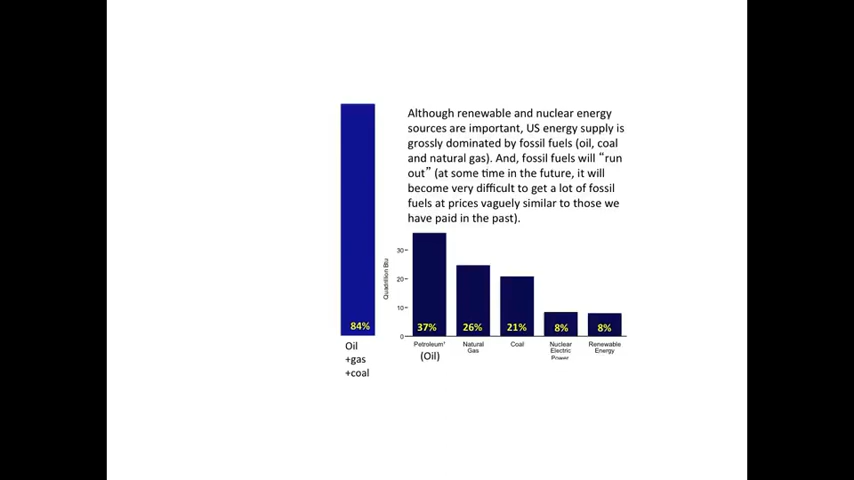 Although renewable and nuclear energy
sources are important, US energy supply is
grossly dominated by fossil fuels (oil, coal
and natural gas). And, fossil fuels will “run
out” (at some time in the future, it will
become very difficult to get a lot of fossil
fuels at prices vaguely similar to those we
have paid in the past).
Quadrillion Btu
30
20
10
0
84%
37%
26%
21%
8%
8%
Oil
+gas
+coal
Petroleum¹
(Oil)
Natural
Gas
Coal
Nuclear
Electric
Power
Renewable
Energy